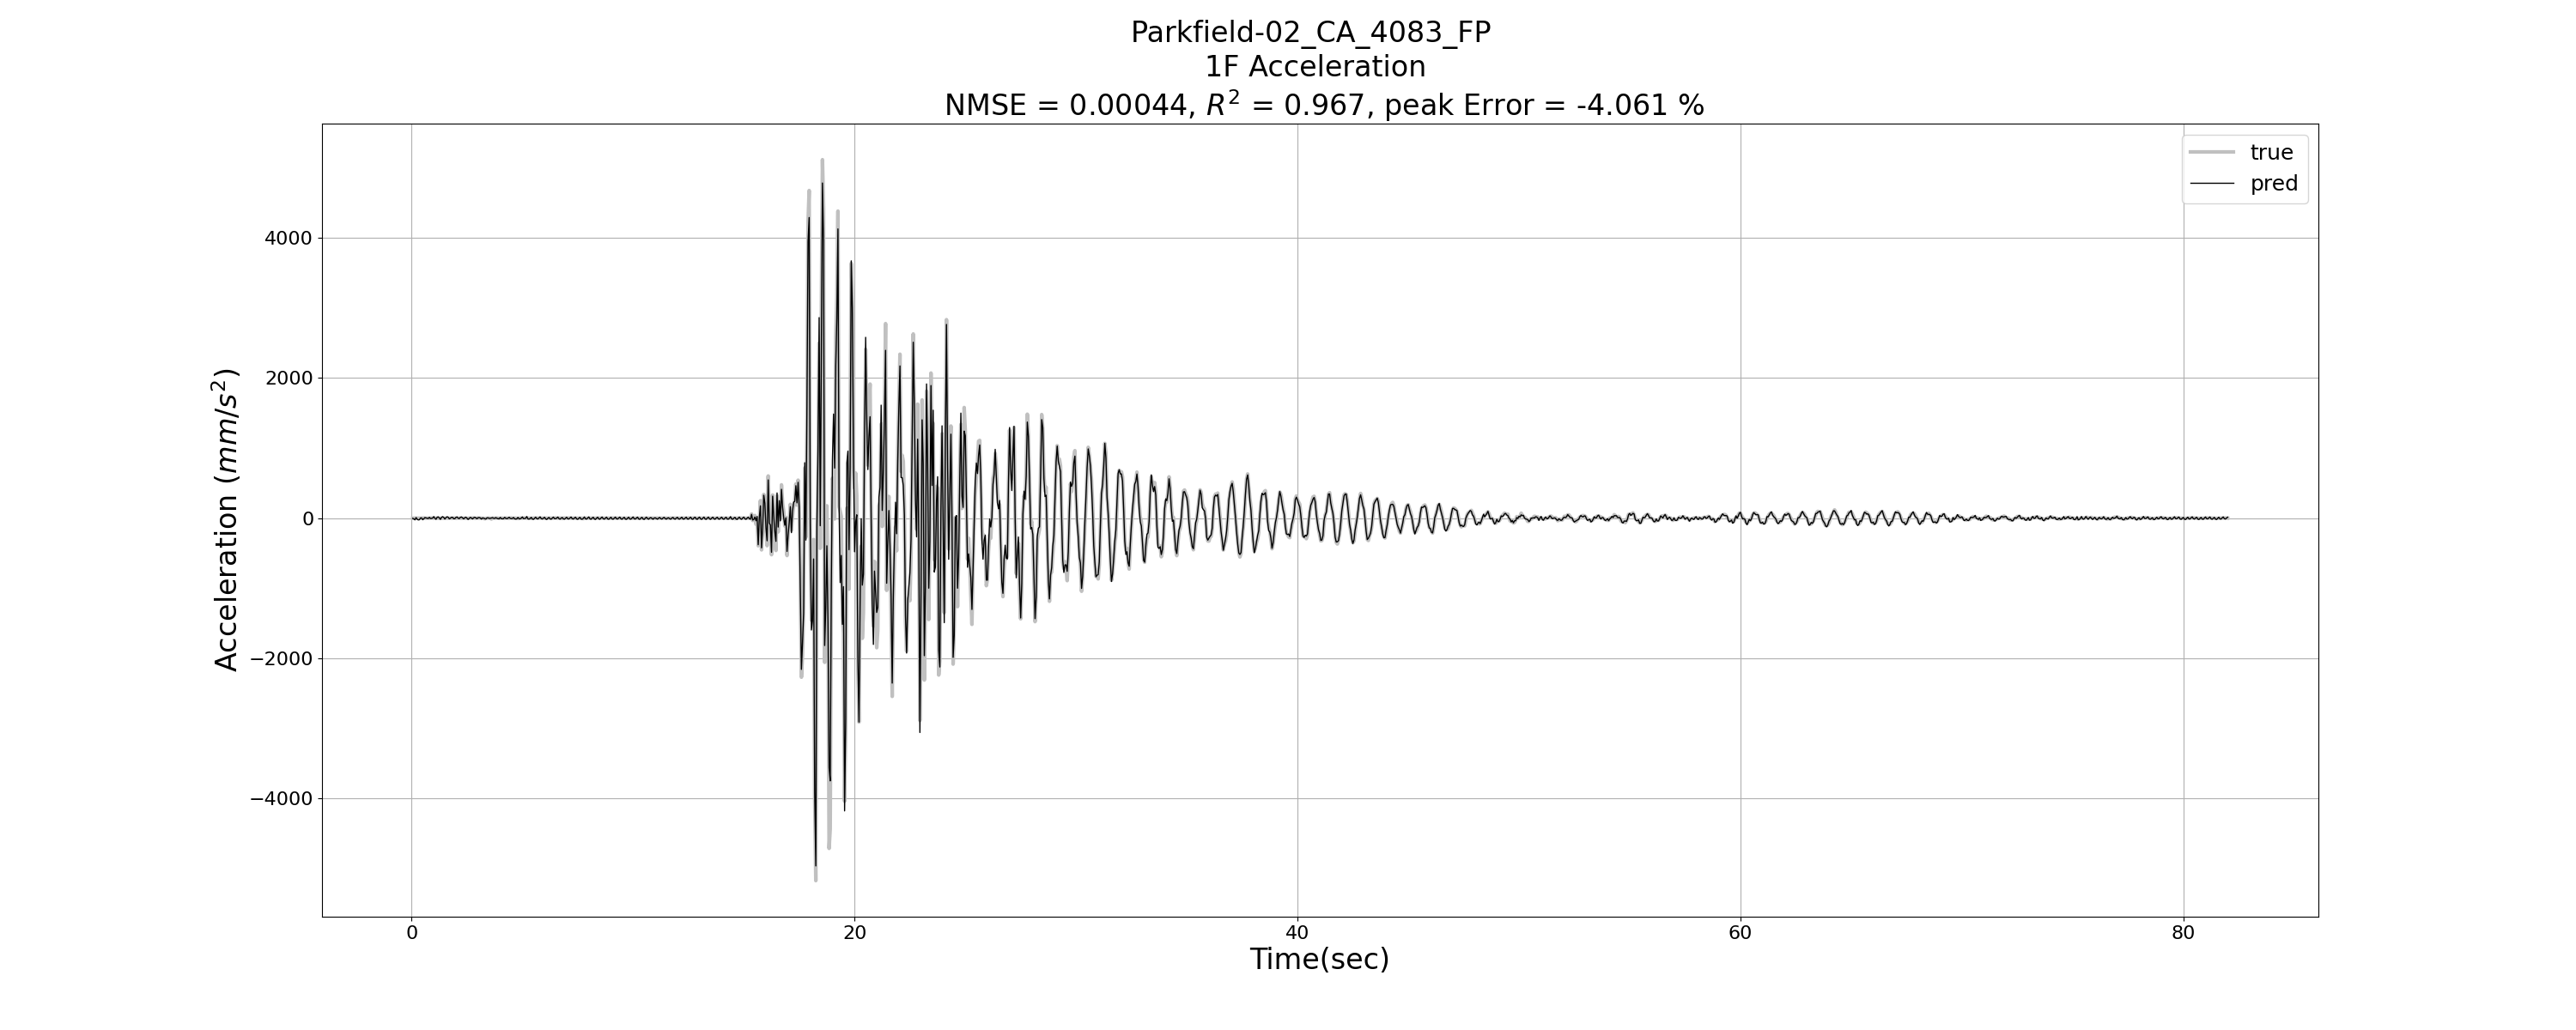 Parkfield-02_CA_4083_FP
1F Acceleration
NMSE = 0.00044, R² = 0.967, peak Error = -4.061 %
true
pred
4000
2000
0
−2000
−4000
Acceleration (mm/s²)
0 20 40 60 80
Time(sec)